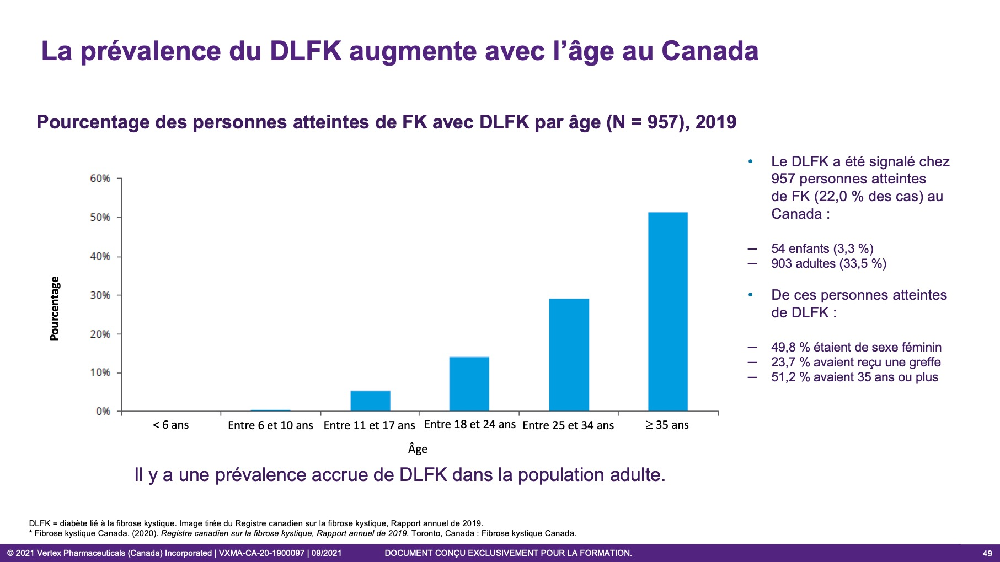 La prévalence du DLFK augmente avec l’âge au Canada
Pourcentage des personnes atteintes de FK avec DLFK par âge (N = 957), 2019
60%
50%
40%
30%
20%
10%
0%
Pourcentage
< 6 ans
Entre 6 et 10 ans
Entre 11 et 17 ans
Entre 18 et 24 ans
Entre 25 et 34 ans
≥ 35 ans
Âge
• Le DLFK a été signalé chez
957 personnes atteintes
de FK (22,0 % des cas) au
Canada :
— 54 enfants (3,3 %)
— 903 adultes (33,5 %)
• De ces personnes atteintes
de DLFK :
— 49,8 % étaient de sexe féminin
— 23,7 % avaient reçu une greffe
— 51,2 % avaient 35 ans ou plus
Il y a une prévalence accrue de DLFK dans la population adulte.
DLFK = diabète lié à la fibrose kystique. Image tirée du Registre canadien sur la fibrose kystique, Rapport annuel de 2019.
* Fibrose kystique Canada. (2020). Registre canadien sur la fibrose kystique, Rapport annuel de 2019. Toronto, Canada : Fibrose kystique Canada.
© 2021 Vertex Pharmaceuticals (Canada) Incorporated | VXMA-CA-20-1900097 | 09/2021
DOCUMENT CONÇU EXCLUSIVEMENT POUR LA FORMATION.
49